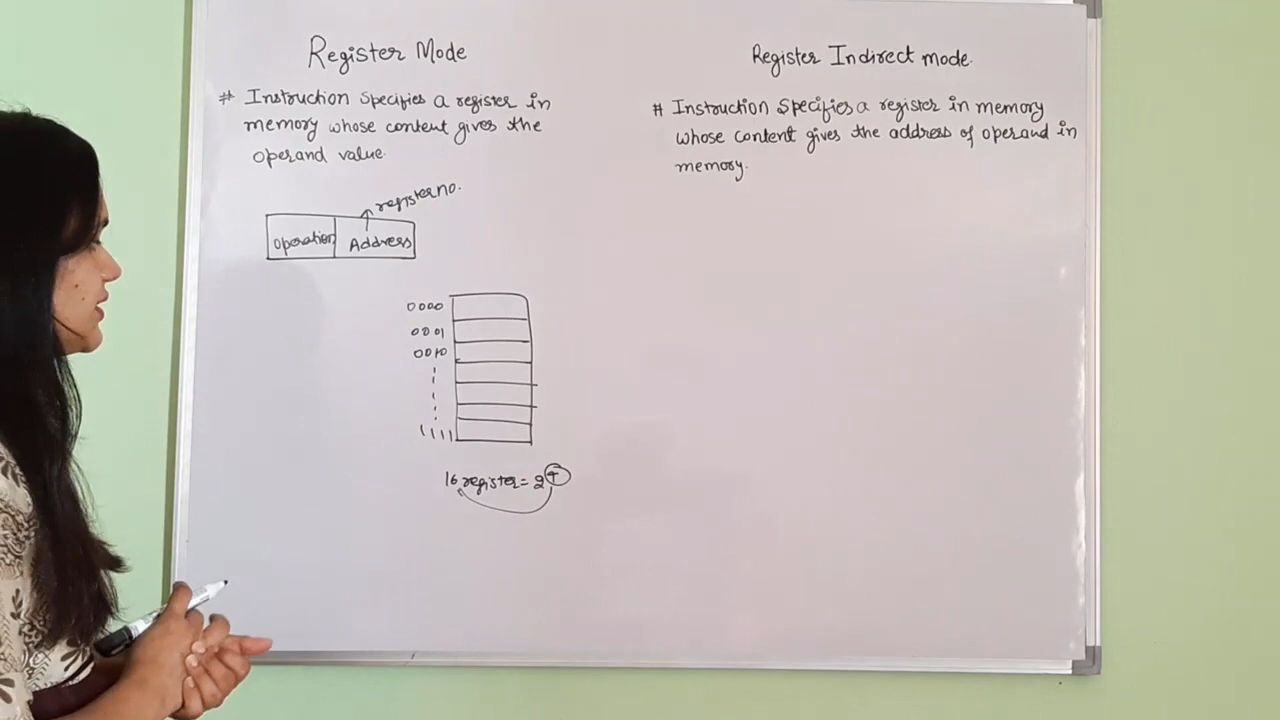 Register Mode
# Instruction specifies a register in
memory whose content gives the
operand value.
register no.
Operation Address
0000
0001
0010
1111
16 register = 2⁴
Register Indirect mode.
# Instruction specifies a register in memory
whose content gives the address of operand in
memory.